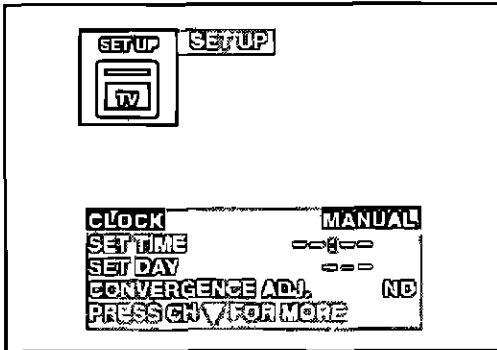 SET UP SET UP
TV
CLOCK MANUAL
SET TIME --:--
SET DAY ---
CONVERGENCE ADJ. NO
PRESS CH ▽ FOR MORE